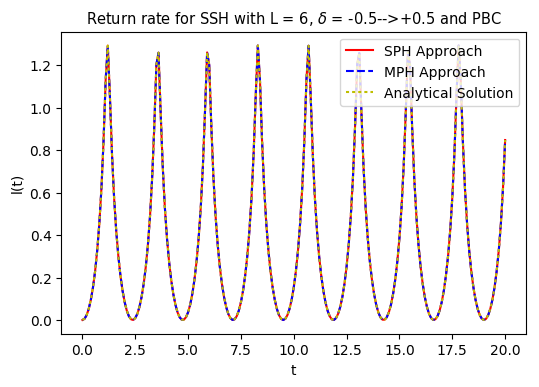 Return rate for SSH with L = 6, δ = -0.5-->+0.5 and PBC
SPH Approach
MPH Approach
Analytical Solution
l(t)
1.2
1.0
0.8
0.6
0.4
0.2
0.0
0.0 2.5 5.0 7.5 10.0 12.5 15.0 17.5 20.0
t